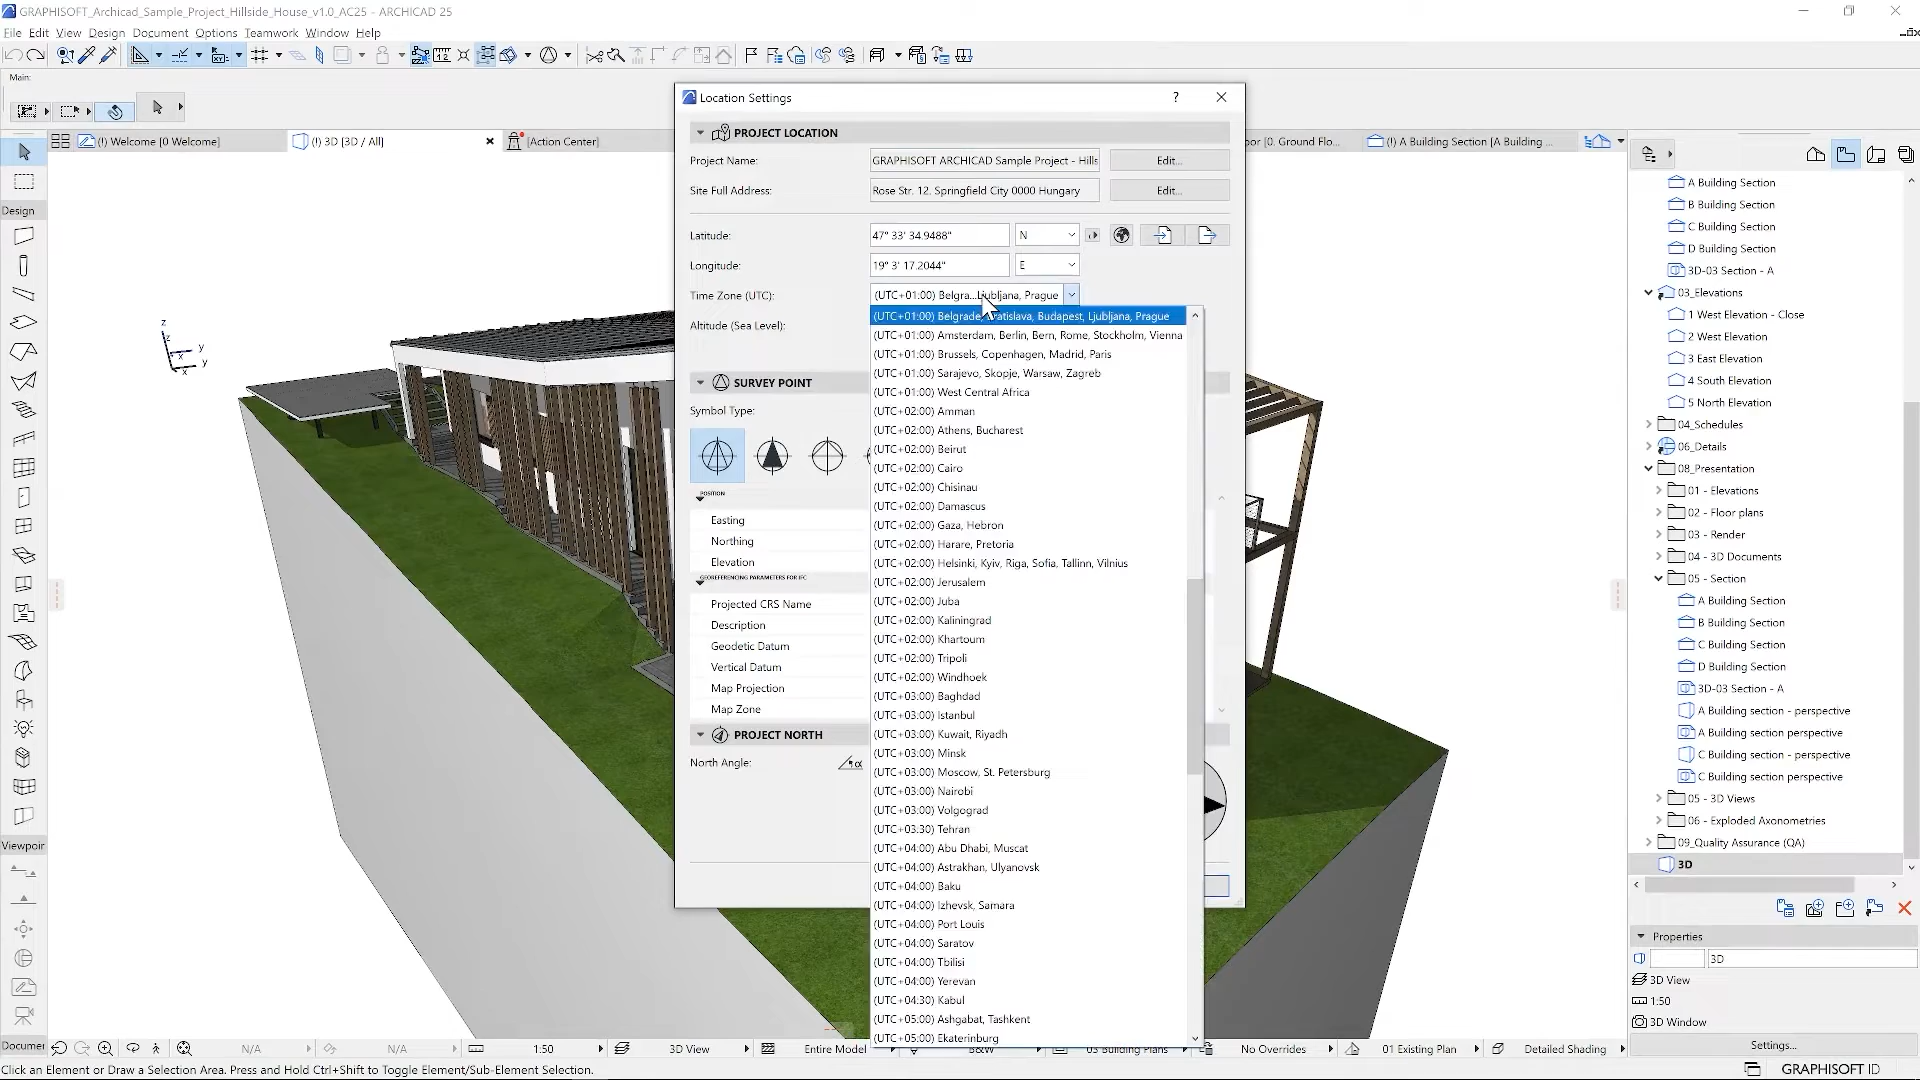 GRAPHISOFT_Archicad_Sample_Project_Hillside_House_v1.0_AC25 - ARCHICAD 25
File Edit View Design Document Options Teamwork Window Help
Main:
(!) Welcome [0 Welcome]
(!) 3D [3D / All]
[Action Center]
oor [0. Ground Flo...
(!) A Building Section [A Building ...
Design
Viewpoir
Documer
Location Settings
?
PROJECT LOCATION
Project Name:
GRAPHISOFT ARCHICAD Sample Project - Hills
Edit...
Site Full Address:
Rose Str. 12. Springfield City 0000 Hungary
Edit...
Latitude:
47° 33' 34.9488"
N
Longitude:
19° 3' 17.2044"
E
Time Zone (UTC):
(UTC+01:00) Belgra...Ljubljana, Prague
Altitude (Sea Level):
SURVEY POINT
Symbol Type:
POSITION
Easting
Northing
Elevation
GEOREFERENCING PARAMETERS FOR IFC
Projected CRS Name
Description
Geodetic Datum
Vertical Datum
Map Projection
Map Zone
PROJECT NORTH
North Angle:
(UTC+01:00) Belgrade, Bratislava, Budapest, Ljubljana, Prague
(UTC+01:00) Amsterdam, Berlin, Bern, Rome, Stockholm, Vienna
(UTC+01:00) Brussels, Copenhagen, Madrid, Paris
(UTC+01:00) Sarajevo, Skopje, Warsaw, Zagreb
(UTC+01:00) West Central Africa
(UTC+02:00) Amman
(UTC+02:00) Athens, Bucharest
(UTC+02:00) Beirut
(UTC+02:00) Cairo
(UTC+02:00) Chisinau
(UTC+02:00) Damascus
(UTC+02:00) Gaza, Hebron
(UTC+02:00) Harare, Pretoria
(UTC+02:00) Helsinki, Kyiv, Riga, Sofia, Tallinn, Vilnius
(UTC+02:00) Jerusalem
(UTC+02:00) Juba
(UTC+02:00) Kaliningrad
(UTC+02:00) Khartoum
(UTC+02:00) Tripoli
(UTC+02:00) Windhoek
(UTC+03:00) Baghdad
(UTC+03:00) Istanbul
(UTC+03:00) Kuwait, Riyadh
(UTC+03:00) Minsk
(UTC+03:00) Moscow, St. Petersburg
(UTC+03:00) Nairobi
(UTC+03:00) Volgograd
(UTC+03:30) Tehran
(UTC+04:00) Abu Dhabi, Muscat
(UTC+04:00) Astrakhan, Ulyanovsk
(UTC+04:00) Baku
(UTC+04:00) Izhevsk, Samara
(UTC+04:00) Port Louis
(UTC+04:00) Saratov
(UTC+04:00) Tbilisi
(UTC+04:00) Yerevan
(UTC+04:30) Kabul
(UTC+05:00) Ashgabat, Tashkent
(UTC+05:00) Ekaterinburg
z
y
x
z
y
x
A Building Section
B Building Section
C Building Section
D Building Section
3D-03 Section - A
03_Elevations
1 West Elevation - Close
2 West Elevation
3 East Elevation
4 South Elevation
5 North Elevation
04_Schedules
06_Details
08_Presentation
01 - Elevations
02 - Floor plans
03 - Render
04 - 3D Documents
05 - Section
A Building Section
B Building Section
C Building Section
D Building Section
3D-03 Section - A
A Building section - perspective
A Building section perspective
C Building section - perspective
C Building section perspective
05 - 3D Views
06 - Exploded Axonometries
09_Quality Assurance (QA)
3D
Properties
3D
3D View
1:50
3D Window
Settings...
N/A
N/A
1:50
3D View
Entire Model
B&W
03 Building Plans
No Overrides
01 Existing Plan
Detailed Shading
Click an Element or Draw a Selection Area. Press and Hold Ctrl+Shift to Toggle Element/Sub-Element Selection.
GRAPHISOFT ID